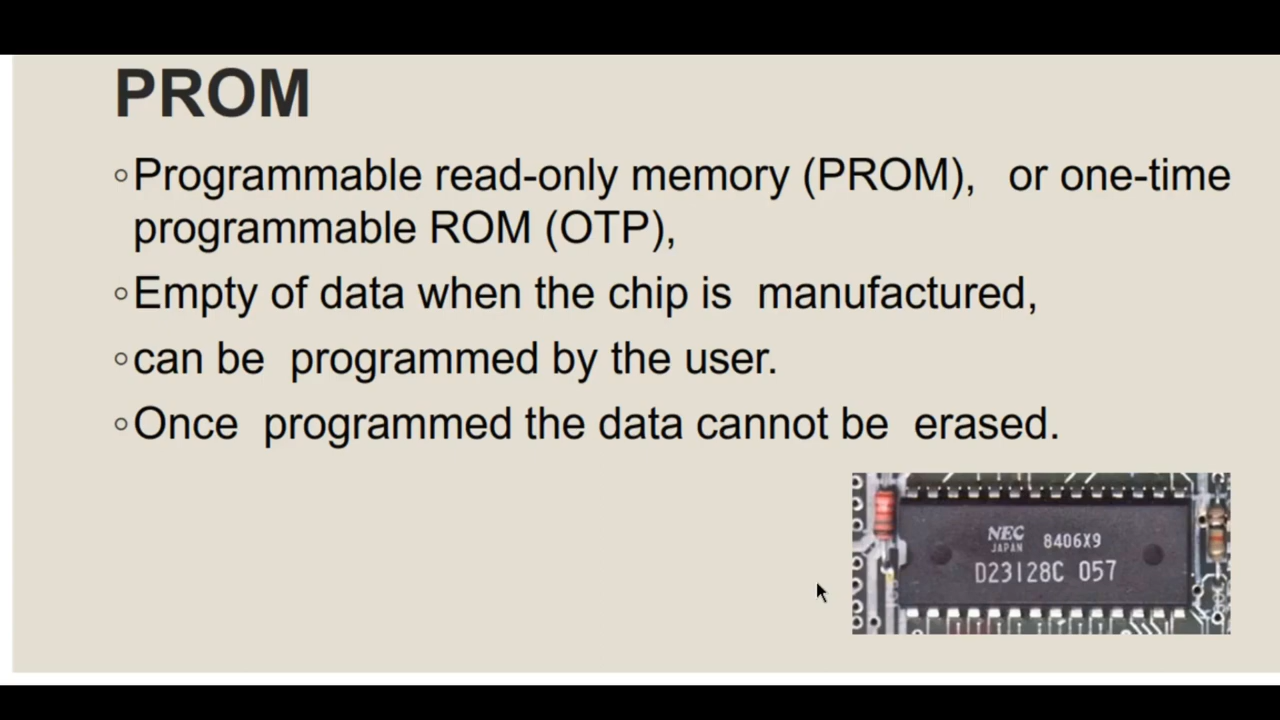 PROM
◦Programmable read-only memory (PROM), or one-time
programmable ROM (OTP),
◦Empty of data when the chip is manufactured,
◦can be programmed by the user.
◦Once programmed the data cannot be erased.
NEC
JAPAN 8406X9
D23128C 057